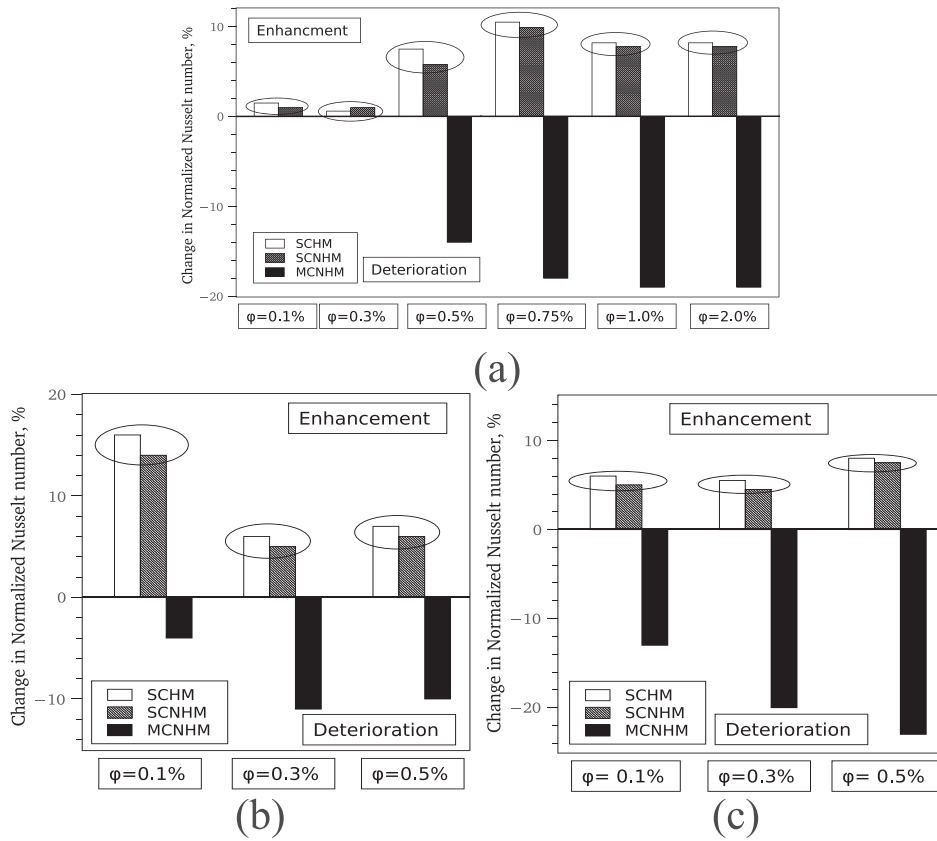 Change in Normalized Nusselt number, %
10
0
−10
−20
Enhancment
SCHM
SCNHM
MCNHM
Deterioration
φ=0.1%
φ=0.3%
φ=0.5%
φ=0.75%
φ=1.0%
φ=2.0%
(a)
Change in Normalized Nusselt number, %
20
10
0
−10
Enhancement
SCHM
SCNHM
MCNHM
Deterioration
φ=0.1%
φ=0.3%
φ=0.5%
(b)
Change in Normalized Nusselt number, %
10
0
−10
−20
Enhancement
SCHM
SCNHM
MCNHM
Deterioration
φ= 0.1%
φ=0.3%
φ= 0.5%
(c)